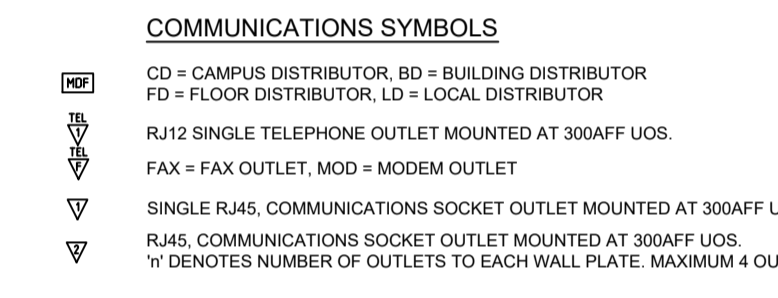 COMMUNICATIONS SYMBOLS
MDF
CD = CAMPUS DISTRIBUTOR, BD = BUILDING DISTRIBUTOR
FD = FLOOR DISTRIBUTOR, LD = LOCAL DISTRIBUTOR
TEL
1
RJ12 SINGLE TELEPHONE OUTLET MOUNTED AT 300AFF UOS.
TEL
F
FAX = FAX OUTLET, MOD = MODEM OUTLET
1
SINGLE RJ45, COMMUNICATIONS SOCKET OUTLET MOUNTED AT 300AFF U
2
RJ45, COMMUNICATIONS SOCKET OUTLET MOUNTED AT 300AFF UOS.
'n' DENOTES NUMBER OF OUTLETS TO EACH WALL PLATE. MAXIMUM 4 OU